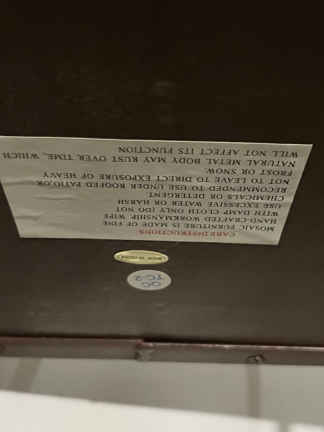 CARE INSTRUCTIONS
MOSAIC FURNITURE IS MADE OF FINE
HAND-CRAFTED WORKMANSHIP. WIPE
WITH DAMP CLOTH ONLY (DO NOT
USE EXCESSIVE WATER OR HARSH
CHEMICALS OR DETERGENT
RECOMMENDED TO USE UNDER ROOFED PATIO,OR
NOT TO LEAVE TO DIRECT EXPOSURE OF HEAVY
FROST OR SNOW.
NATURAL METAL BODY MAY RUST OVER TIME, WHICH
WILL NOT AFFECT ITS FUNCTION
QC
TC-2